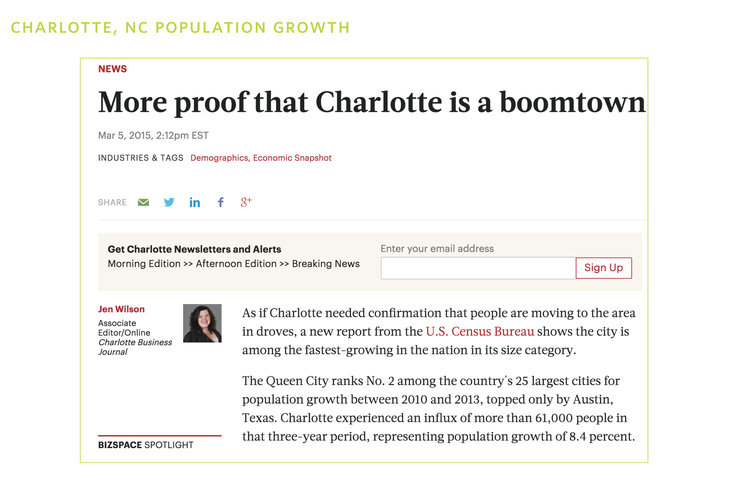 CHARLOTTE, NC POPULATION GROWTH
NEWS
More proof that Charlotte is a boomtown
Mar 5, 2015, 2:12pm EST
INDUSTRIES & TAGS Demographics, Economic Snapshot
SHARE
Get Charlotte Newsletters and Alerts
Morning Edition >> Afternoon Edition >> Breaking News
Enter your email address
Sign Up
Jen Wilson
Associate
Editor/Online
Charlotte Business
Journal
As if Charlotte needed confirmation that people are moving to the area
in droves, a new report from the U.S. Census Bureau shows the city is
among the fastest-growing in the nation in its size category.
The Queen City ranks No. 2 among the country's 25 largest cities for
population growth between 2010 and 2013, topped only by Austin,
Texas. Charlotte experienced an influx of more than 61,000 people in
that three-year period, representing population growth of 8.4 percent.
BIZSPACE SPOTLIGHT